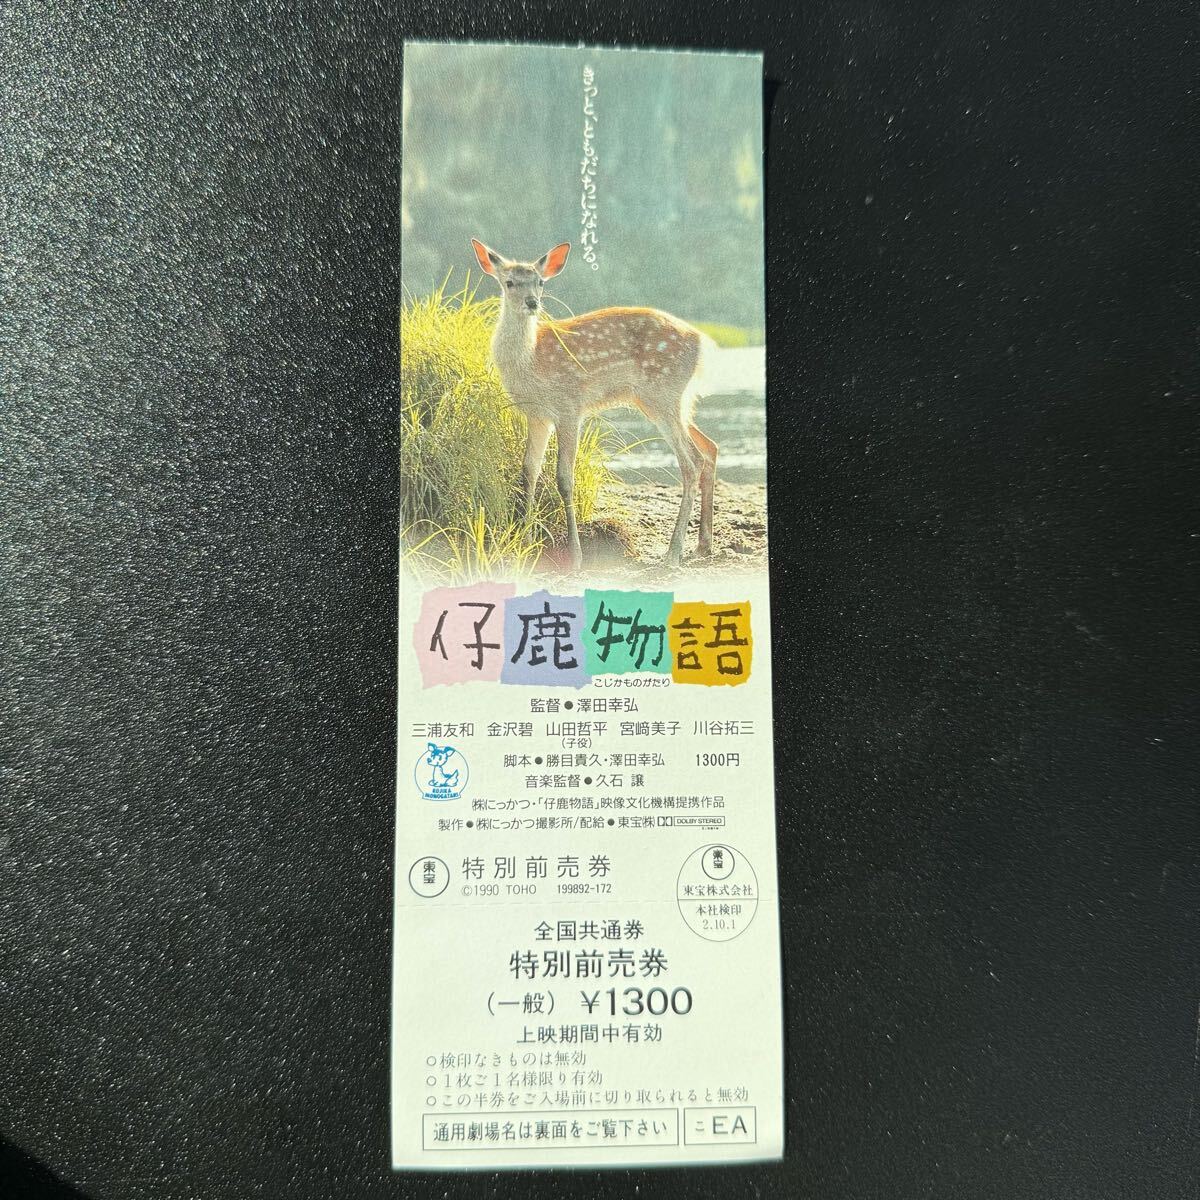 きっと、ともだちになれる。
仔鹿物語
こじかものがたり
監督●澤田幸弘
三浦友和 金沢碧 山田哲平 宮﨑美子 川谷拓三
(子役)
脚本●勝目貴久・澤田幸弘 1300円
音楽監督●久石 譲
KOJIKA
MONOGATARI
㈱にっかつ・「仔鹿物語」映像文化機構提携作品
製作●㈱にっかつ撮影所/配給●東宝㈱ DOLBY STEREO
東宝
特別前売券
©1990 TOHO 199892-172
東宝
東宝株式会社
本社検印
2.10.1
全国共通券
特別前売券
(一般) ¥1300
上映期間中有効
○検印なきものは無効
○1枚ご1名様限り有効
○この半券をご入場前に切り取られると無効
通用劇場名は裏面をご覧下さい
こEA